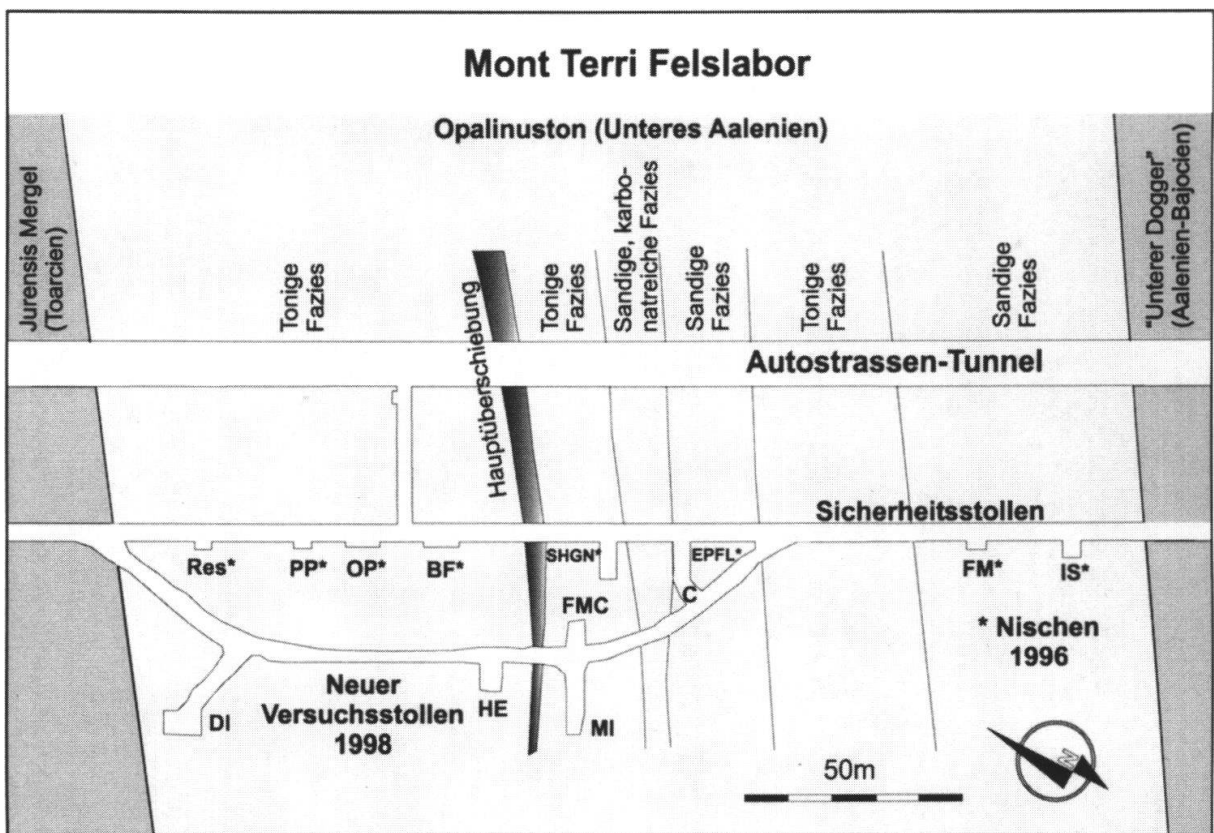 Mont Terri Felslabor
Opalinuston (Unteres Aalenien)
Jurensis Mergel
(Toarcien)
Tonige
Fazies
Hauptüberschiebung
Tonige
Fazies
Sandige, karbo-
natreiche Fazies
Sandige
Fazies
Tonige
Fazies
Sandige
Fazies
"Unterer Dogger"
(Aalenien-Bajocien)
Autostrassen-Tunnel
Sicherheitsstollen
Res*
PP*
OP*
BF*
SHGN*
EPFL*
FM*
IS*
C
FMC
* Nischen
1996
DI
Neuer
Versuchsstollen
1998
HE
MI
50m
N